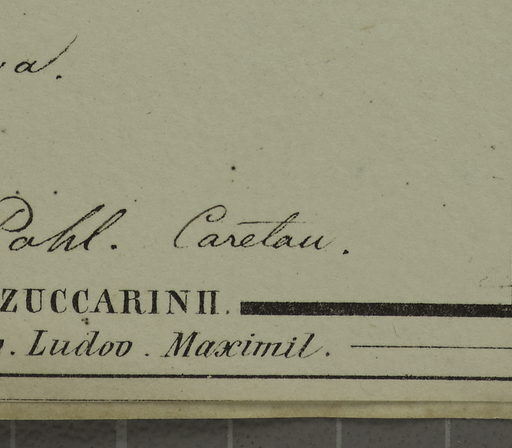 a.
Pohl. Caretau.
ZUCCARINII.
. Ludov. Maximil.